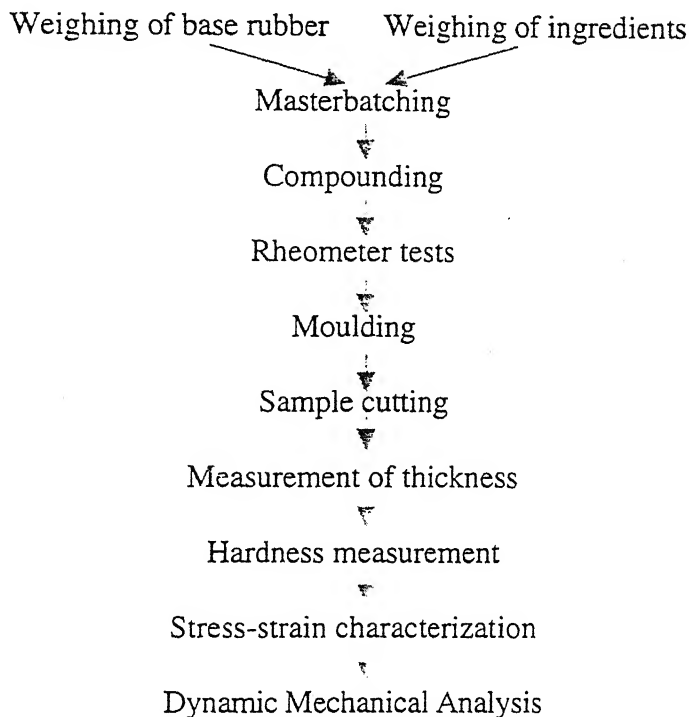 Weighing of base rubber Weighing of ingredients
Masterbatching
Compounding
Rheometer tests
Moulding
Sample cutting
Measurement of thickness
Hardness measurement
Stress-strain characterization
Dynamic Mechanical Analysis